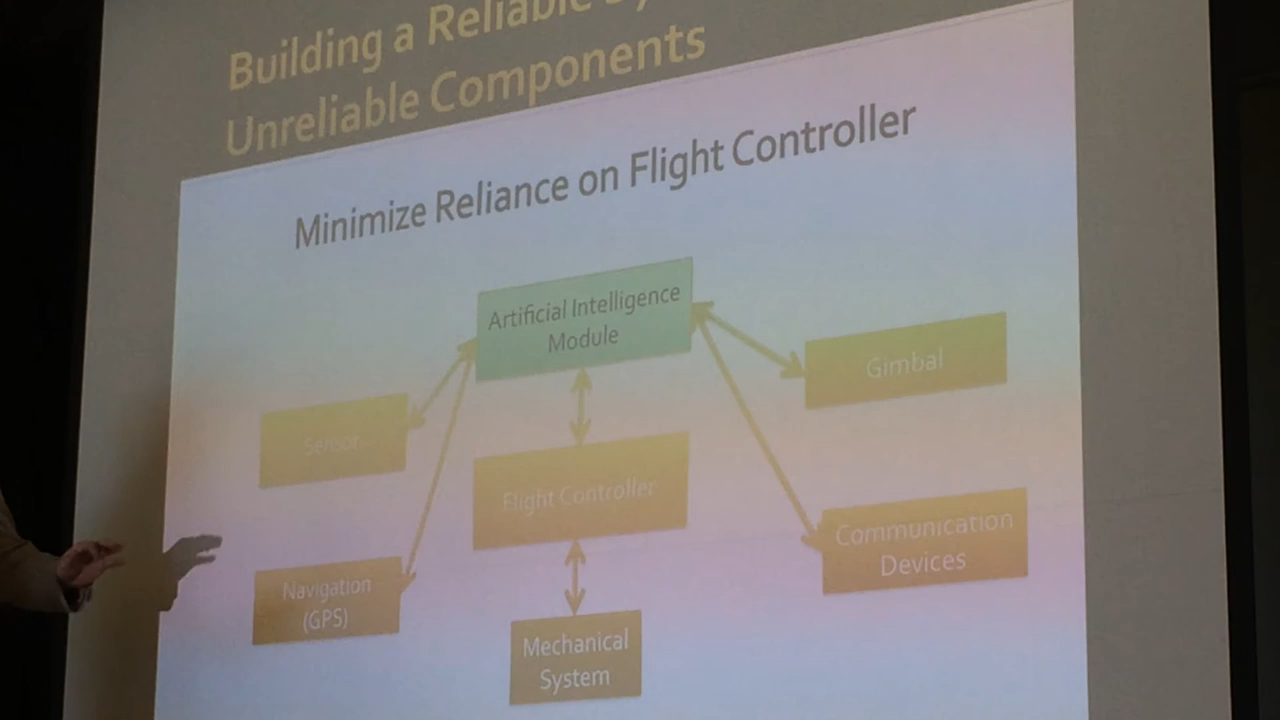 Building a Reliable
Unreliable Components
Minimize Reliance on Flight Controller
Artificial Intelligence
Module
Gimbal
Sensor
Flight Controller
Communication
Devices
Navigation
(GPS)
Mechanical
System